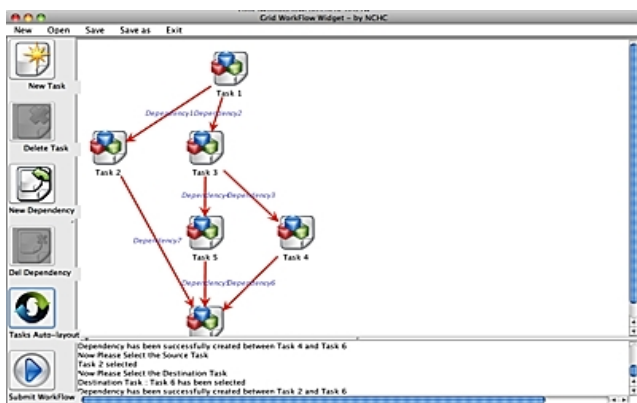 Grid WorkFlow Widget - by NCHC
New Open Save Save as Exit
New Task
Delete Task
New Dependency
Del Dependency
Tasks Auto-layout
Submit WorkFlow
Task 1
Dependency1 Dependency2
Task 2
Task 3
Dependency Dependency3
Task 5
Task 4
Dependency7
Dependency Dependency6
Dependency has been successfully created between Task 4 and Task 6
Now Please Select the Source Task
Task 2 selected
Now Please Select the Destination Task
Destination Task : Task 6 has been selected
Dependency has been successfully created between Task 2 and Task 6